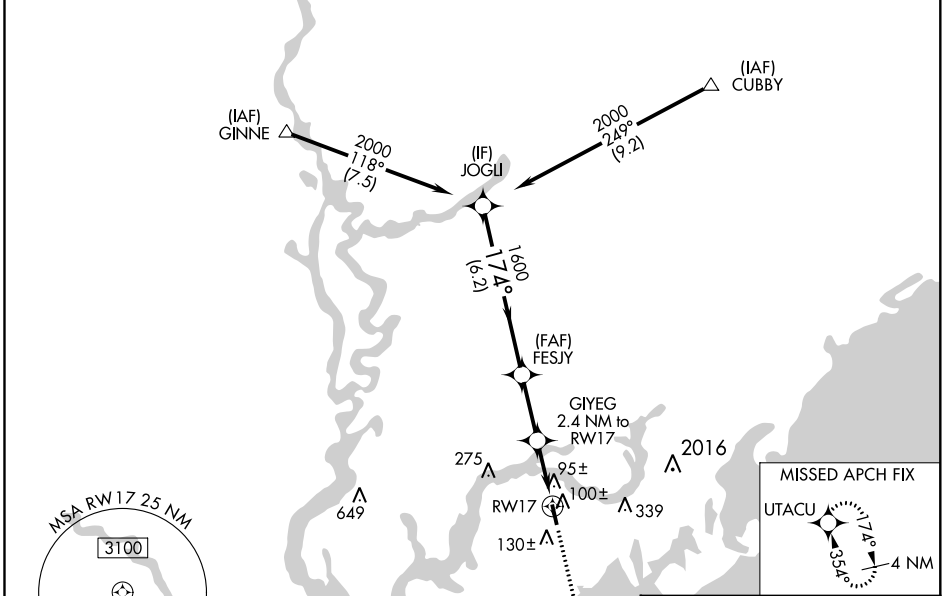 (IAF)
CUBBY
(IAF)
GINNE
2000
118°
(7.5)
2000
249°
(9.2)
(IF)
JOGLI
1600
174°
(6.2)
(FAF)
FESJY
GIYEG
2.4 NM to
RW17
2016
275
95±
649
100±
RW17
339
130±
MSA RW17 25 NM
3100
MISSED APCH FIX
UTACU
174°
354°
4 NM